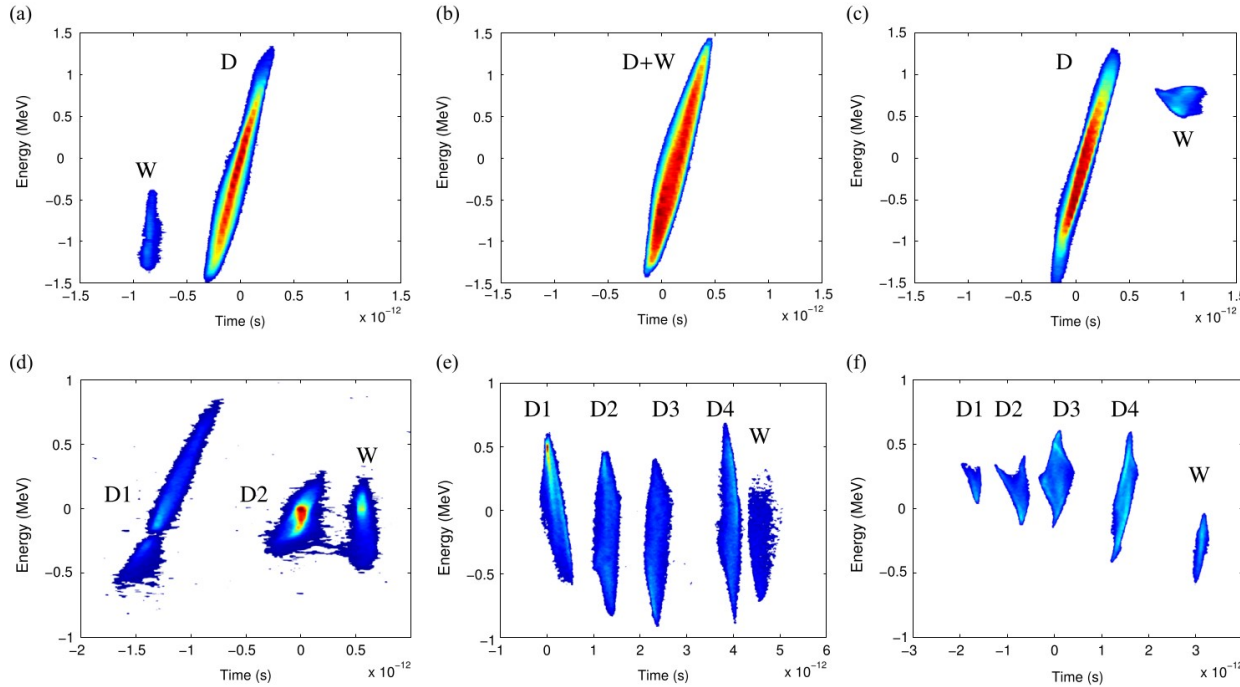 (a)
1.5
1
0.5
0
−0.5
−1
−1.5
−1.5 −1 −0.5 0 0.5 1 1.5
Energy (MeV)
Time (s)
x 10⁻¹²
D
W
(b)
1.5
1
0.5
0
−0.5
−1
−1.5
−1.5 −1 −0.5 0 0.5 1 1.5
Energy (MeV)
Time (s)
x 10⁻¹²
D+W
(c)
1.5
1
0.5
0
−0.5
−1
−1.5
−1.5 −1 −0.5 0 0.5 1 1.5
Energy (MeV)
Time (s)
x 10⁻¹²
D
W
(d)
1
0.5
0
−0.5
−1
−2 −1.5 −1 −0.5 0 0.5 1
Energy (MeV)
Time (s)
x 10⁻¹²
D1
D2
W
(e)
1
0.5
0
−0.5
−1
−1 0 1 2 3 4 5 6
Energy (MeV)
Time (s)
x 10⁻¹²
D1 D2 D3 D4
W
(f)
1
0.5
0
−0.5
−1
−3 −2 −1 0 1 2 3 4
Energy (MeV)
Time (s)
x 10⁻¹²
D1 D2 D3 D4
W